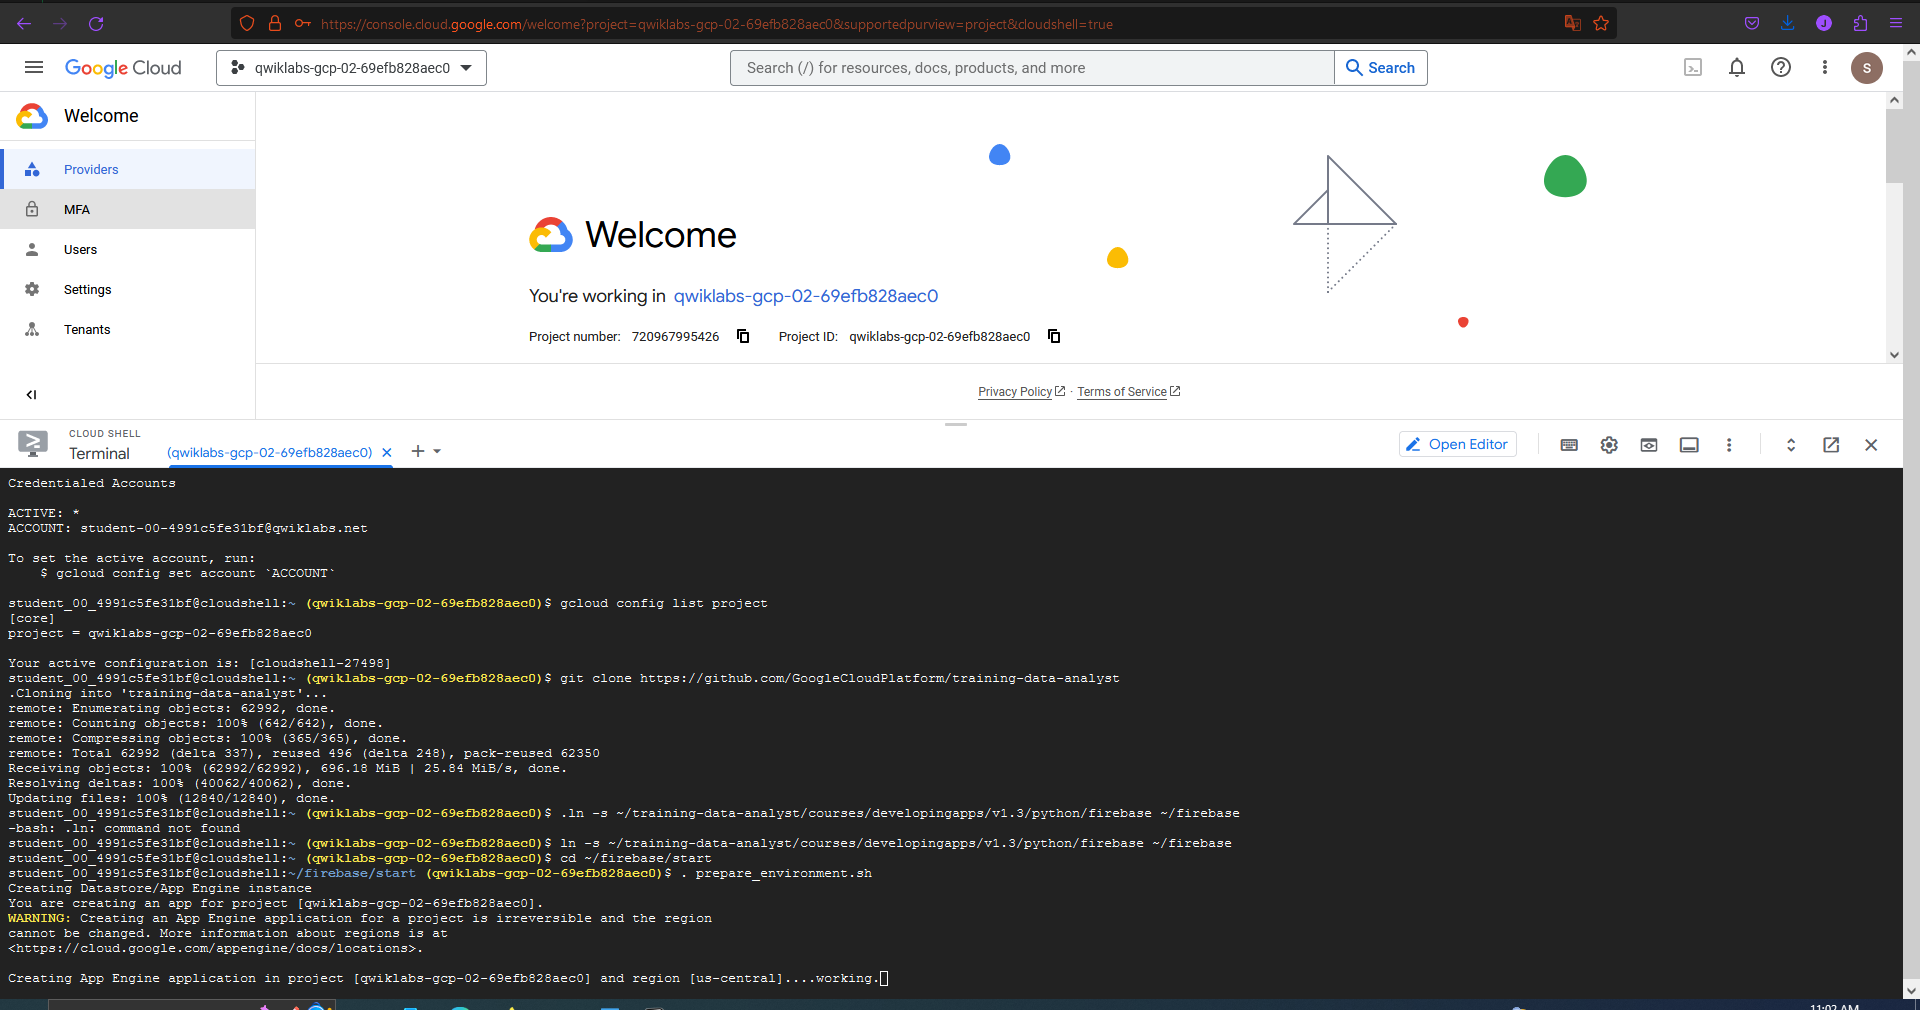 https://console.cloud.google.com/welcome?project=qwiklabs-gcp-02-69efb828aec0&supportedpurview=project&cloudshell=true
J
Google Cloud
qwiklabs-gcp-02-69efb828aec0
Search (/) for resources, docs, products, and more
Search
S
Welcome
Providers
MFA
Users
Settings
Tenants
Welcome
You're working in qwiklabs-gcp-02-69efb828aec0
Project number: 720967995426 Project ID: qwiklabs-gcp-02-69efb828aec0
Privacy Policy · Terms of Service
CLOUD SHELL
Terminal
(qwiklabs-gcp-02-69efb828aec0)
Open Editor
Credentialed Accounts
ACTIVE: *
ACCOUNT: student-00-4991c5fe31bf@qwiklabs.net
To set the active account, run:
$ gcloud config set account `ACCOUNT`
student_00_4991c5fe31bf@cloudshell:~ (qwiklabs-gcp-02-69efb828aec0)$ gcloud config list project
[core]
project = qwiklabs-gcp-02-69efb828aec0
Your active configuration is: [cloudshell-27498]
student_00_4991c5fe31bf@cloudshell:~ (qwiklabs-gcp-02-69efb828aec0)$ git clone https://github.com/GoogleCloudPlatform/training-data-analyst
.Cloning into 'training-data-analyst'...
remote: Enumerating objects: 62992, done.
remote: Counting objects: 100% (642/642), done.
remote: Compressing objects: 100% (365/365), done.
remote: Total 62992 (delta 337), reused 496 (delta 248), pack-reused 62350
Receiving objects: 100% (62992/62992), 696.18 MiB | 25.84 MiB/s, done.
Resolving deltas: 100% (40062/40062), done.
Updating files: 100% (12840/12840), done.
student_00_4991c5fe31bf@cloudshell:~ (qwiklabs-gcp-02-69efb828aec0)$ .ln -s ~/training-data-analyst/courses/developingapps/v1.3/python/firebase ~/firebase
-bash: .ln: command not found
student_00_4991c5fe31bf@cloudshell:~ (qwiklabs-gcp-02-69efb828aec0)$ ln -s ~/training-data-analyst/courses/developingapps/v1.3/python/firebase ~/firebase
student_00_4991c5fe31bf@cloudshell:~ (qwiklabs-gcp-02-69efb828aec0)$ cd ~/firebase/start
student_00_4991c5fe31bf@cloudshell:~/firebase/start (qwiklabs-gcp-02-69efb828aec0)$ . prepare_environment.sh
Creating Datastore/App Engine instance
You are creating an app for project [qwiklabs-gcp-02-69efb828aec0].
WARNING: Creating an App Engine application for a project is irreversible and the region
cannot be changed. More information about regions is at
<https://cloud.google.com/appengine/docs/locations>.
Creating App Engine application in project [qwiklabs-gcp-02-69efb828aec0] and region [us-central]....working.
11:02 AM